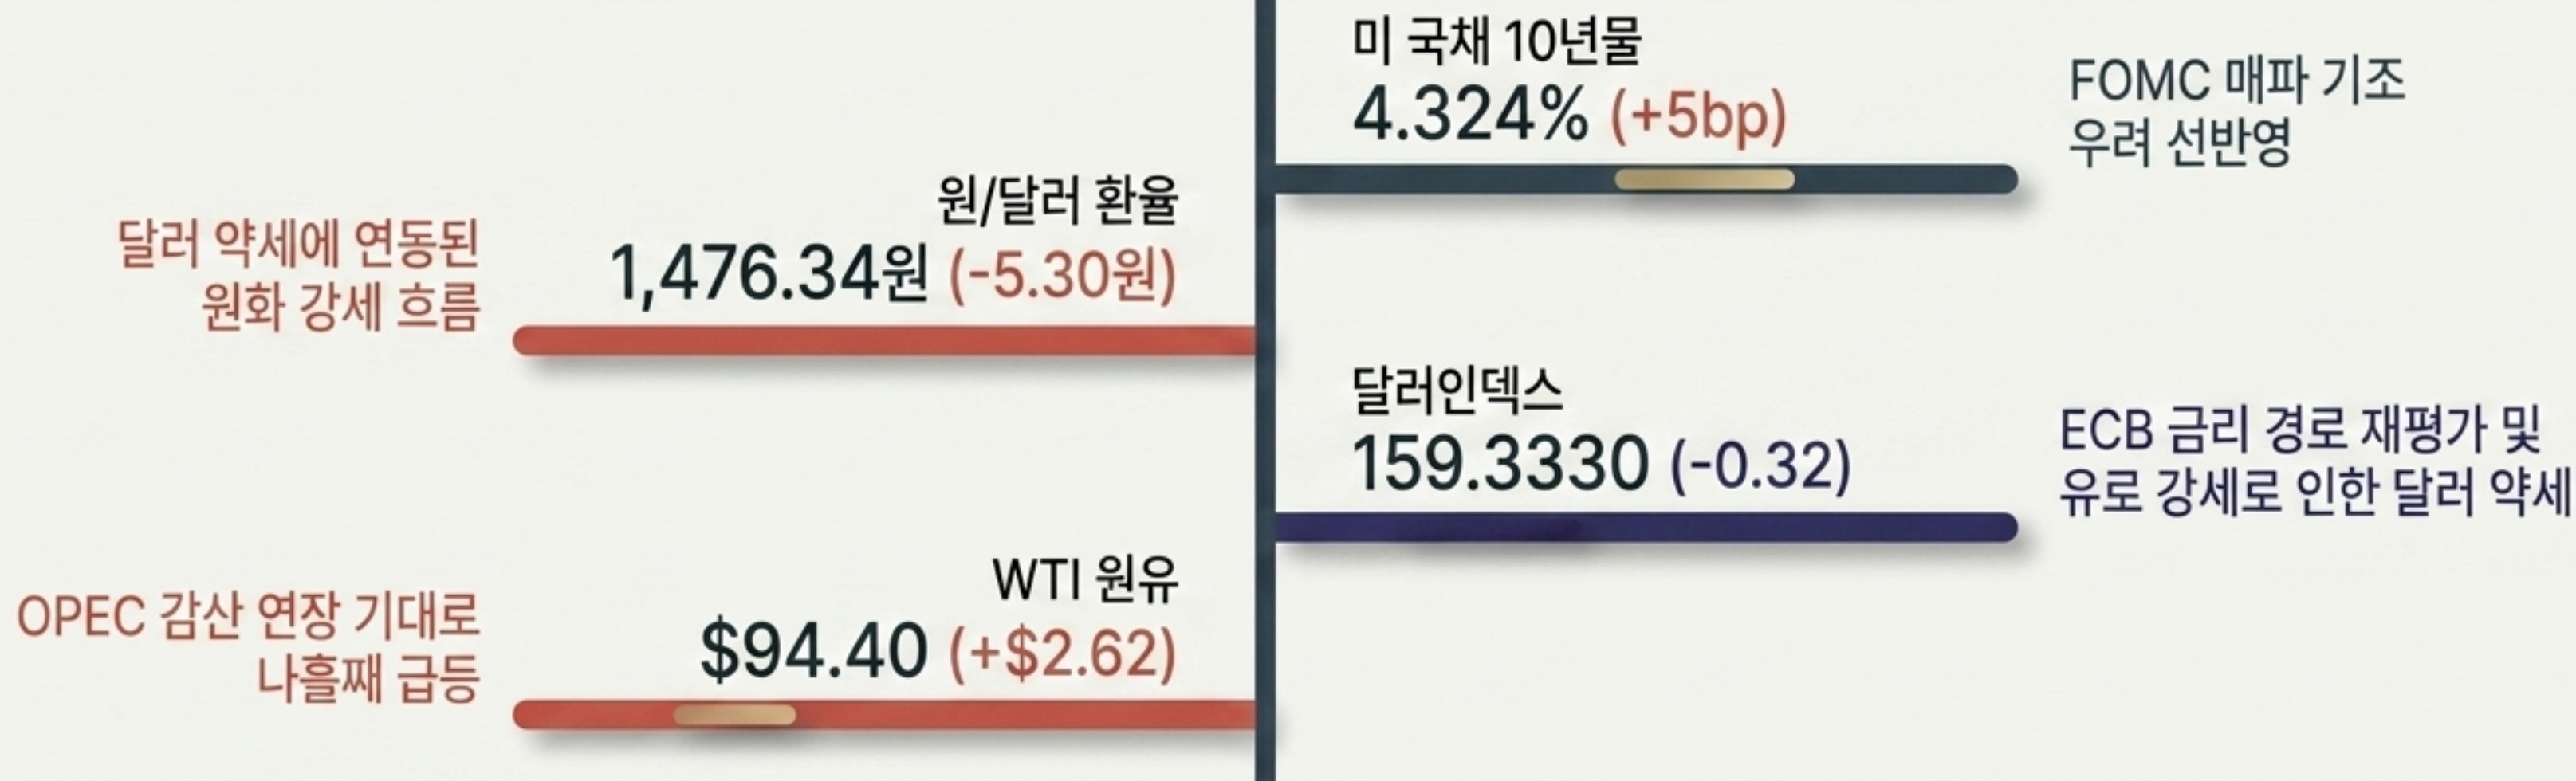 미 국채 10년물
4.324% (+5bp)
FOMC 매파 기조
우려 선반영
원/달러 환율
1,476.34원 (-5.30원)
달러 약세에 연동된
원화 강세 흐름
달러인덱스
159.3330 (-0.32)
ECB 금리 경로 재평가 및
유로 강세로 인한 달러 약세
WTI 원유
$94.40 (+$2.62)
OPEC 감산 연장 기대로
나흘째 급등